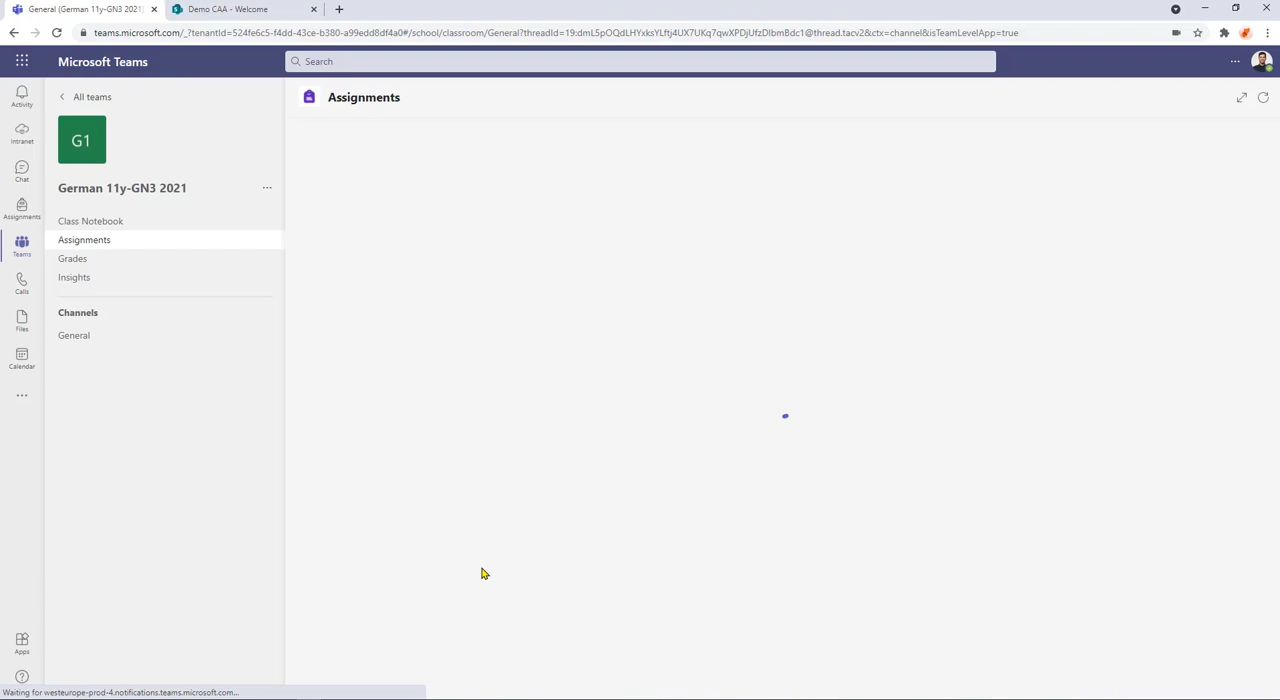 General (German 11y-GN3 2021)
Demo CAA - Welcome
teams.microsoft.com/_?tenantId=524fe6c5-f4dd-43ce-b380-a99edd8df4a0#/school/classroom/General?threadId=19:dmL5pOQdLHYxksYLftj4UX7UKq7qwXPDjUfzDlbmBdc1@thread.tacv2&ctx=channel&isTeamLevelApp=true
Microsoft Teams
Search
Activity
Intranet
Chat
Assignments
Teams
Calls
Files
Calendar
Apps
All teams
G1
German 11y-GN3 2021
Class Notebook
Assignments
Grades
Insights
Channels
General
Assignments
Waiting for westeurope-prod-4.notifications.teams.microsoft.com...